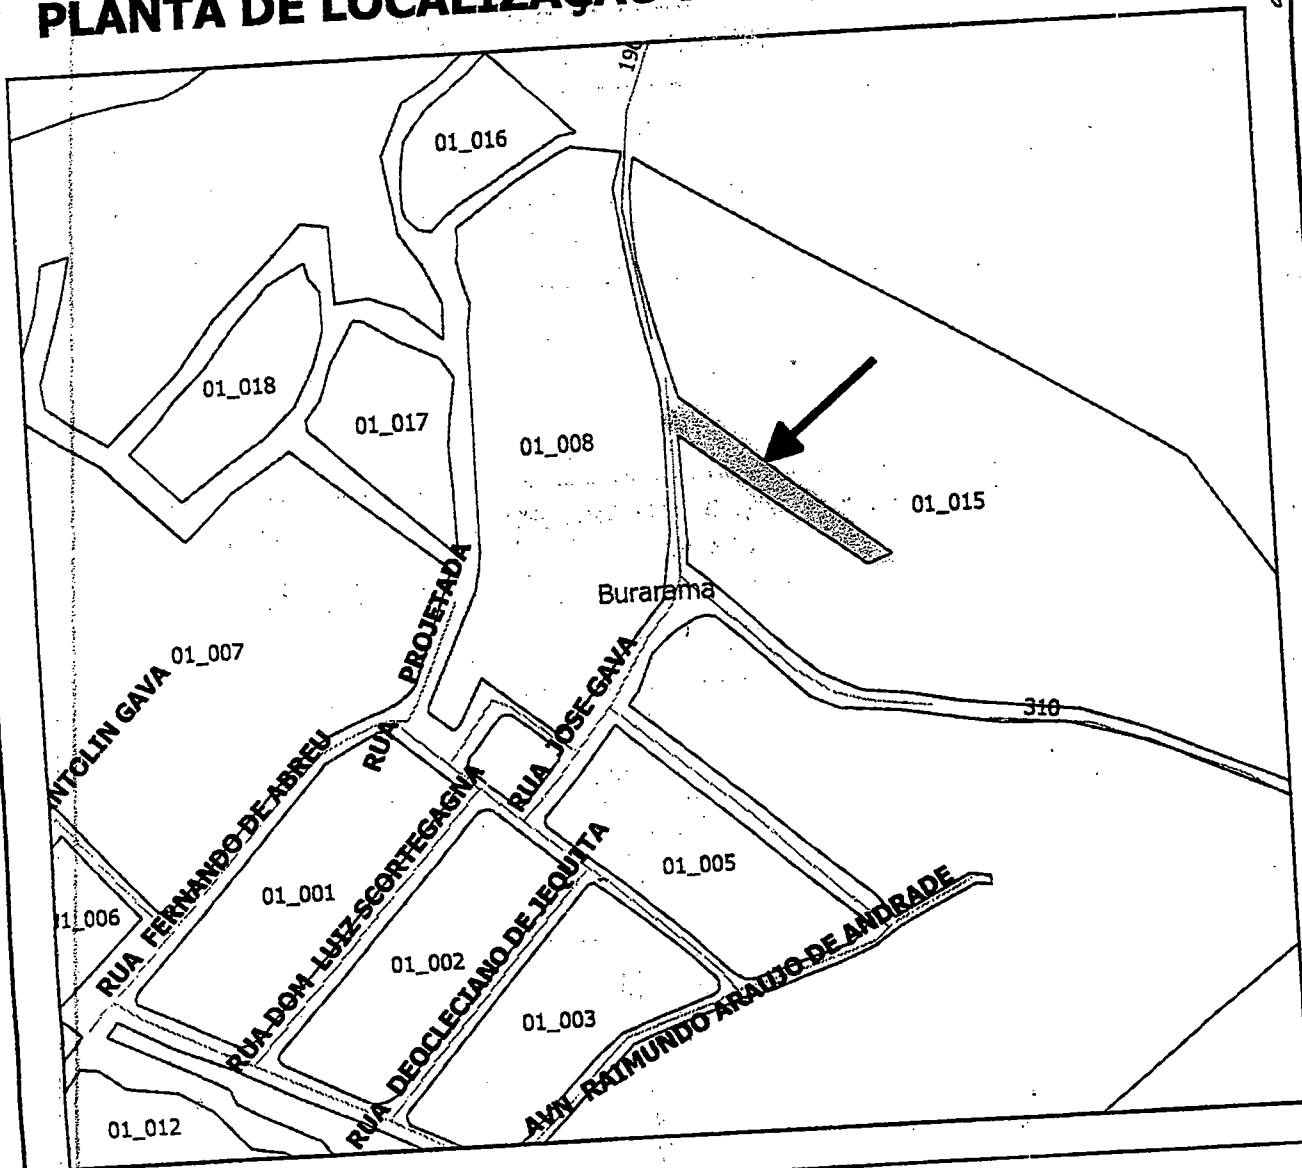 PLANTA DE LOCALIZAÇÃO
01_016
01_018
01_017
01_008
01_015
Burarama
RUA PROJETADA
01_007
RUA JOSE GAVA
310
RUA FERNANDO DE ABREU
RUA DOM LUIZ SCORTEGAGNA
01_001
01_005
RUA DEOCLECIANO DE JEQUITA
01_002
01_003
AVN RAIMUNDO ARAUJO DE ANDRADE
01_012
GAVA
_006